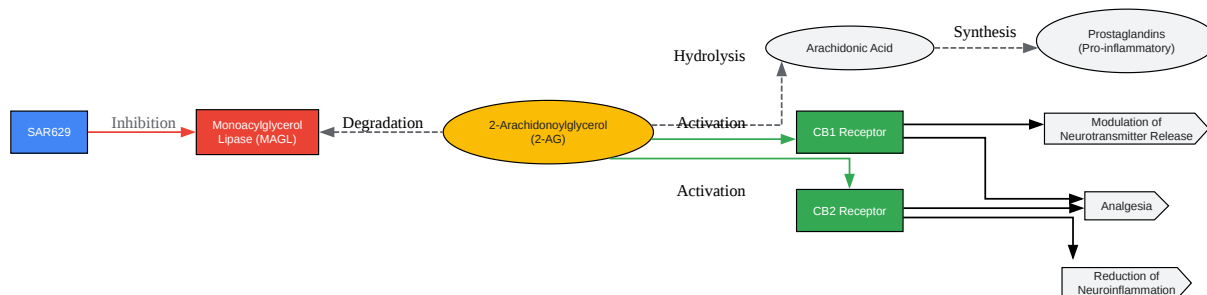 Synthesis
Prostaglandins
(Pro-inflammatory)
Arachidonic Acid
Hydrolysis
SAR629
Inhibition
Monoacylglycerol
Lipase (MAGL)
Degradation
2-Arachidonoylglycerol
(2-AG)
Activation
CB1 Receptor
Modulation of
Neurotransmitter Release
Activation
CB2 Receptor
Analgesia
Reduction of
Neuroinflammation